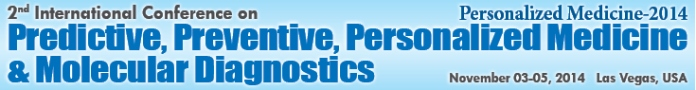 2nd International Conference on
Personalized Medicine-2014
Predictive, Preventive, Personalized Medicine
& Molecular Diagnostics
November 03-05, 2014 Las Vegas, USA